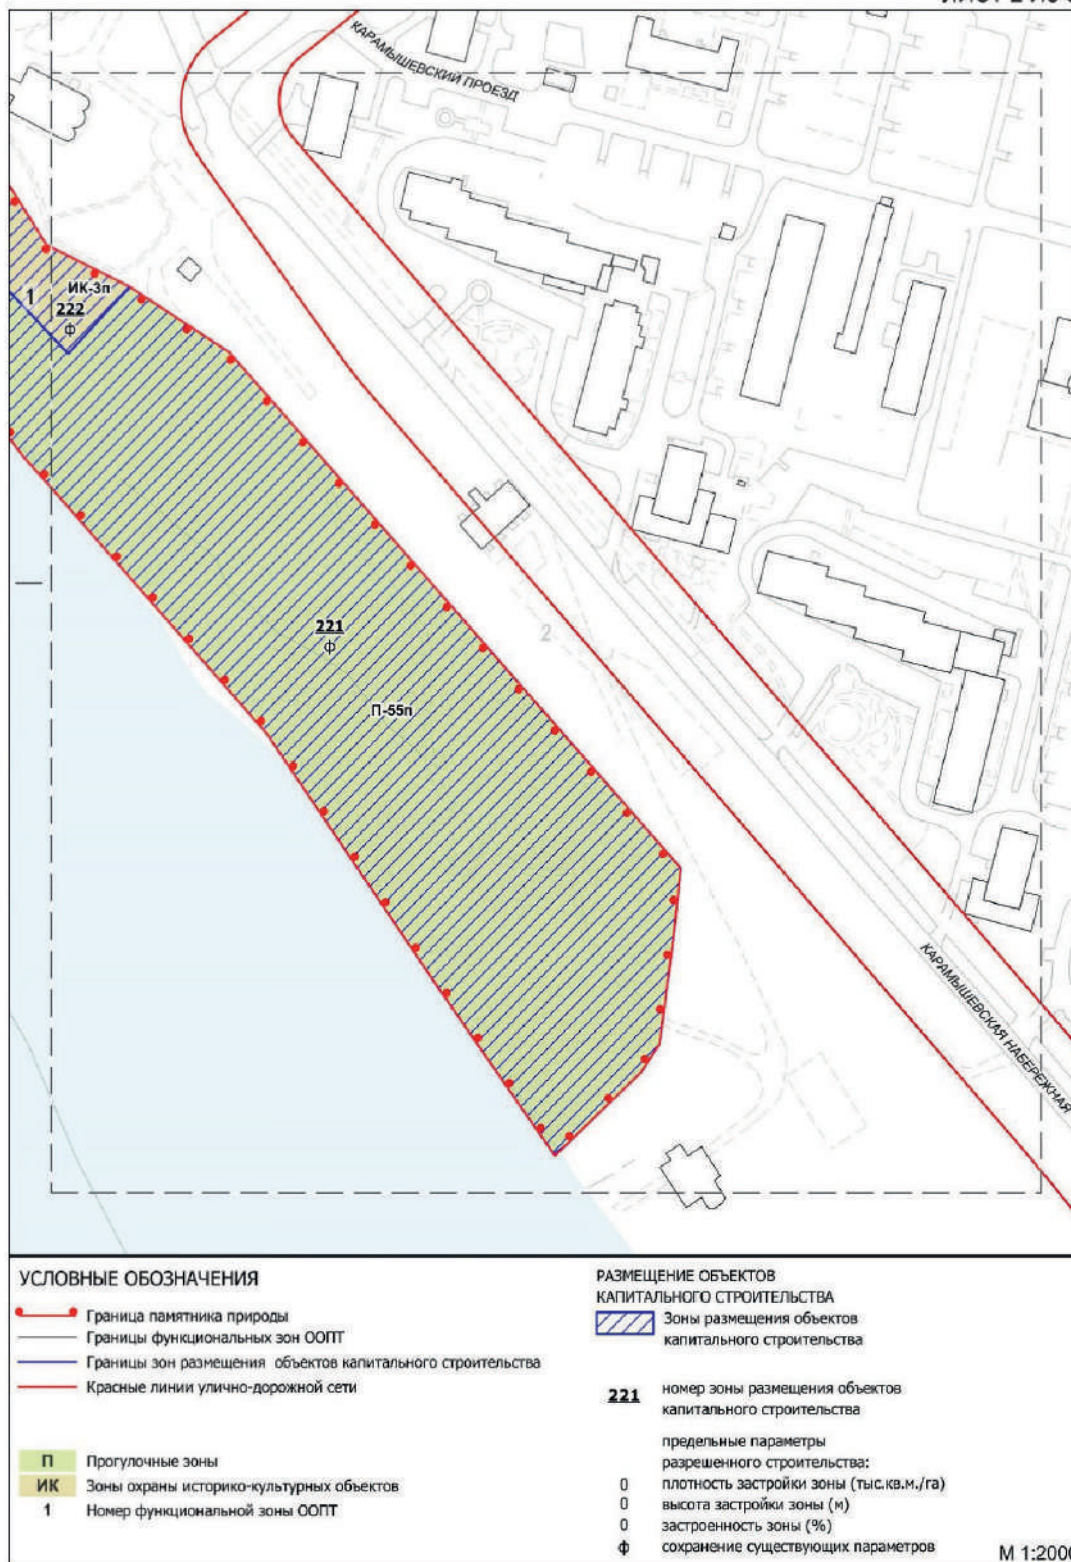 КАРАМЫШЕВСКИЙ ПРОЕЗД
ИК-3п
1
222
ф
221
ф
2
П-55п
КАРАМЫШЕВСКАЯ НАБЕРЕЖНАЯ
УСЛОВНЫЕ ОБОЗНАЧЕНИЯ
Граница памятника природы
Границы функциональных зон ООПТ
Границы зон размещения объектов капитального строительства
Красные линии улично-дорожной сети
П Прогулочные зоны
ИК Зоны охраны историко-культурных объектов
1 Номер функциональной зоны ООПТ
РАЗМЕЩЕНИЕ ОБЪЕКТОВ
КАПИТАЛЬНОГО СТРОИТЕЛЬСТВА
Зоны размещения объектов
капитального строительства
221 номер зоны размещения объектов
капитального строительства
предельные параметры
разрешенного строительства:
0 плотность застройки зоны (тыс.кв.м./га)
0 высота застройки зоны (м)
0 застроенность зоны (%)
ф сохранение существующих параметров
М 1:2000